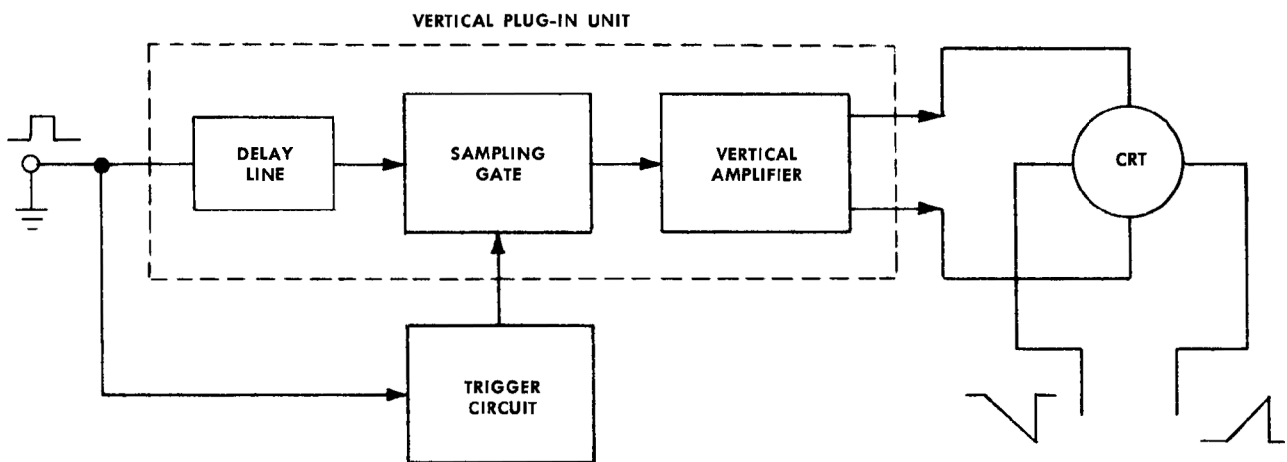 VERTICAL PLUG-IN UNIT
DELAY
LINE
SAMPLING
GATE
VERTICAL
AMPLIFIER
CRT
TRIGGER
CIRCUIT